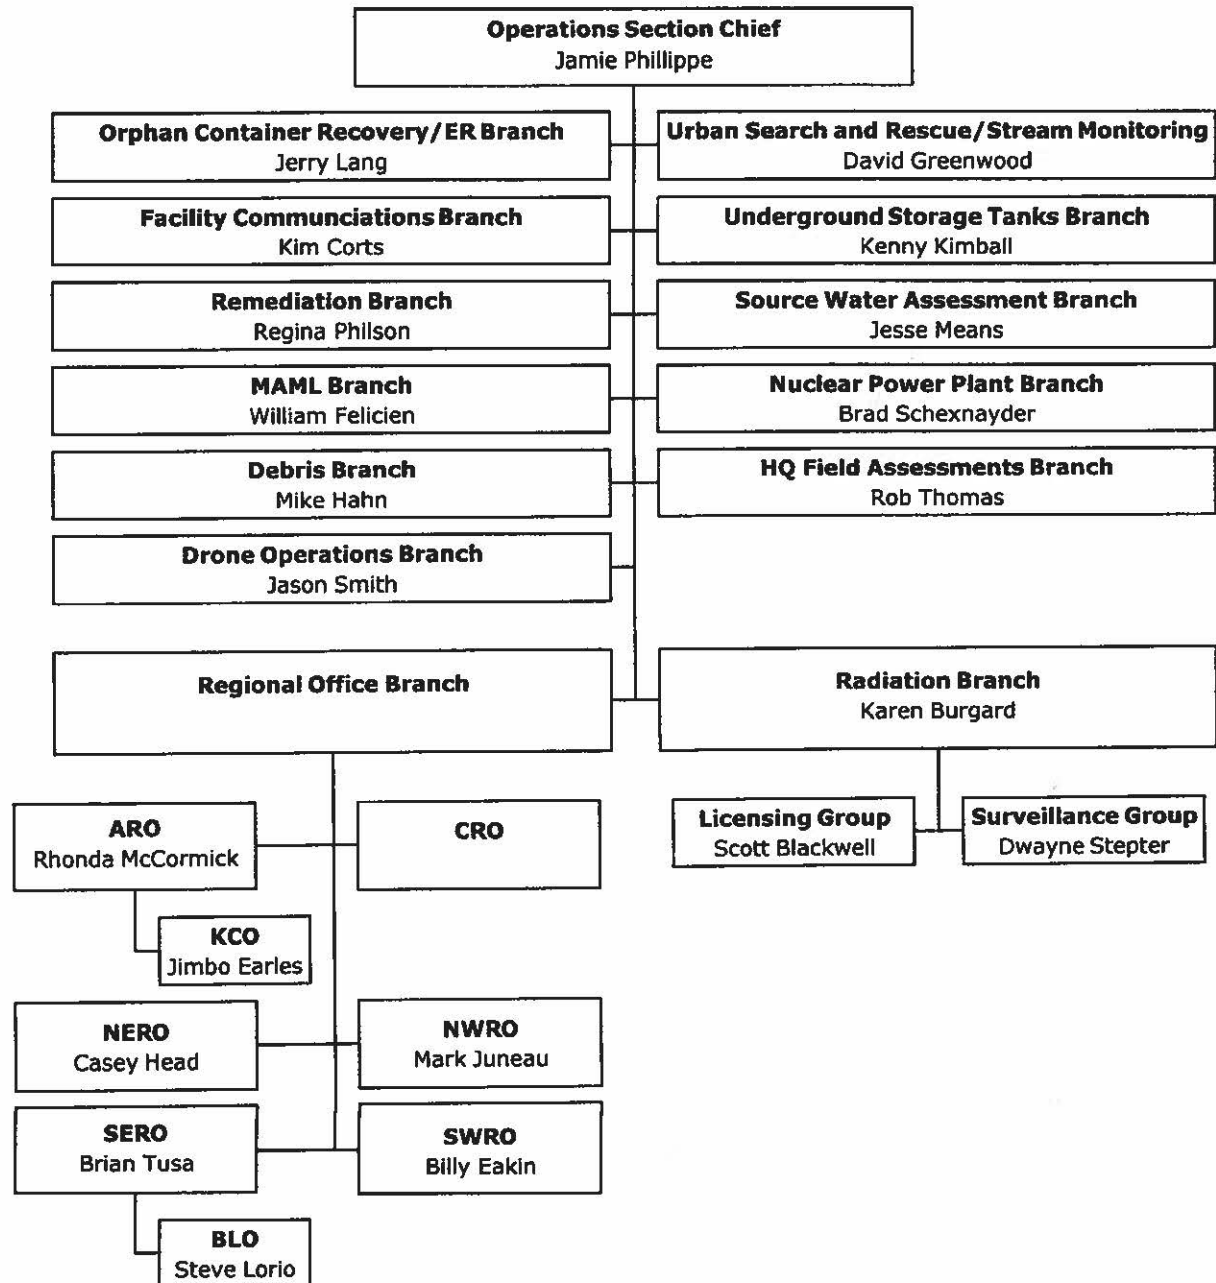 Operations Section Chief
Jamie Phillippe
Orphan Container Recovery/ER Branch
Jerry Lang
Urban Search and Rescue/Stream Monitoring
David Greenwood
Facility Communciations Branch
Kim Corts
Underground Storage Tanks Branch
Kenny Kimball
Remediation Branch
Regina Philson
Source Water Assessment Branch
Jesse Means
MAML Branch
William Felicien
Nuclear Power Plant Branch
Brad Schexnayder
Debris Branch
Mike Hahn
HQ Field Assessments Branch
Rob Thomas
Drone Operations Branch
Jason Smith
Regional Office Branch
Radiation Branch
Karen Burgard
ARO
Rhonda McCormick
CRO
Licensing Group
Scott Blackwell
Surveillance Group
Dwayne Stepter
KCO
Jimbo Earles
NERO
Casey Head
NWRO
Mark Juneau
SERO
Brian Tusa
SWRO
Billy Eakin
BLO
Steve Lorio